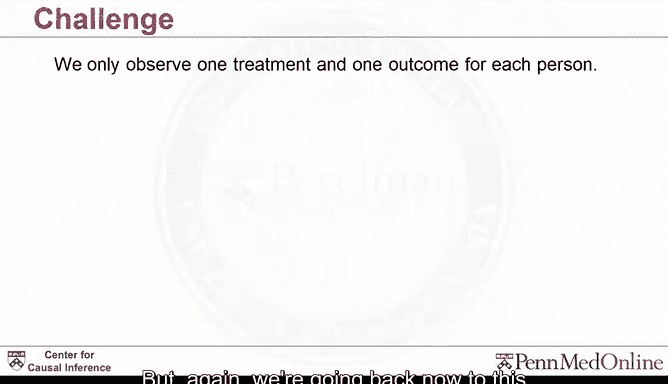 Challenge
We only observe one treatment and one outcome for each person.
Center for
Causal Inference
PennMedOnline
But, again, we're going back now to this